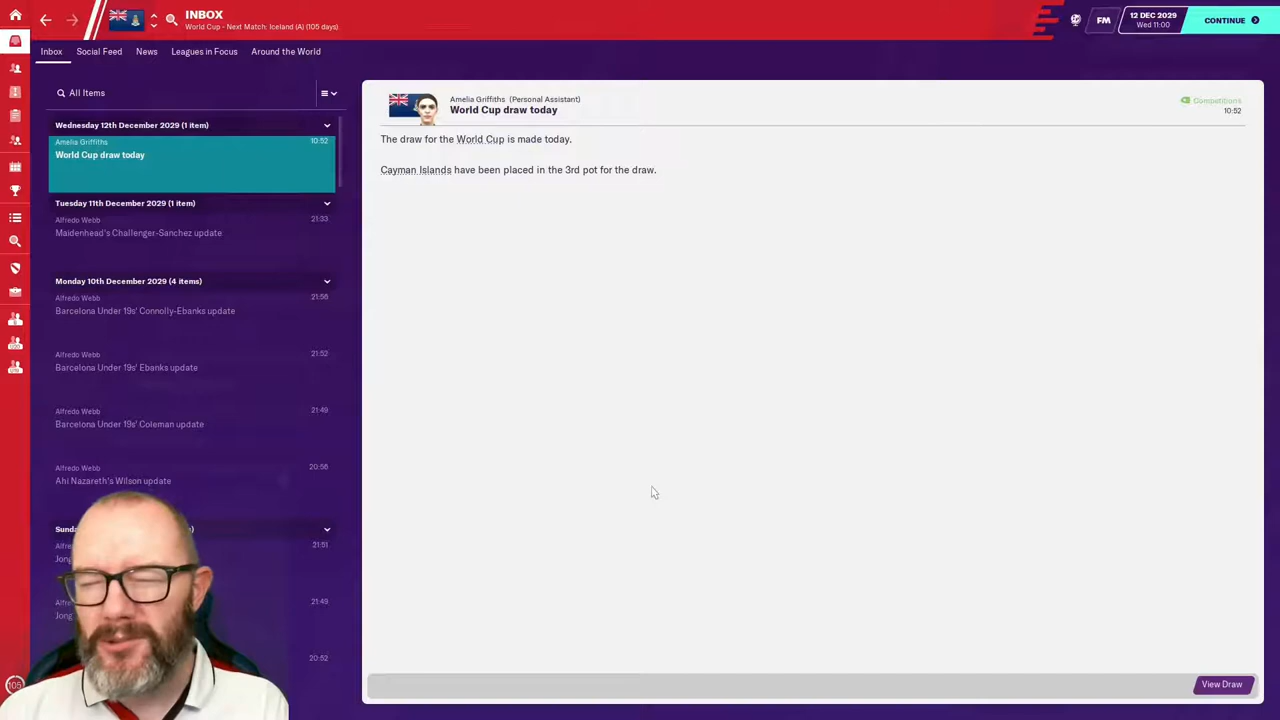 INBOX
World Cup - Next Match: Iceland (A) (105 days)
FM
12 DEC 2029
Wed 11:00
CONTINUE
Inbox
Social Feed
News
Leagues in Focus
Around the World
All Items
Wednesday 12th December 2029 (1 item)
Amelia Griffiths
10:52
World Cup draw today
Tuesday 11th December 2029 (1 item)
Alfredo Webb
21:33
Maidenhead's Challenger-Sanchez update
Monday 10th December 2029 (4 items)
Alfredo Webb
21:56
Barcelona Under 19s' Connolly-Ebanks update
Alfredo Webb
21:52
Barcelona Under 19s' Ebanks update
Alfredo Webb
21:49
Barcelona Under 19s' Coleman update
Alfredo Webb
20:56
Ahi Nazareth's Wilson update
Sund
Alfre
21:51
Jong
Alfre
21:49
Jong
20:52
105
Amelia Griffiths (Personal Assistant)
World Cup draw today
Competitions
10:52
The draw for the World Cup is made today.
Cayman Islands have been placed in the 3rd pot for the draw.
View Draw